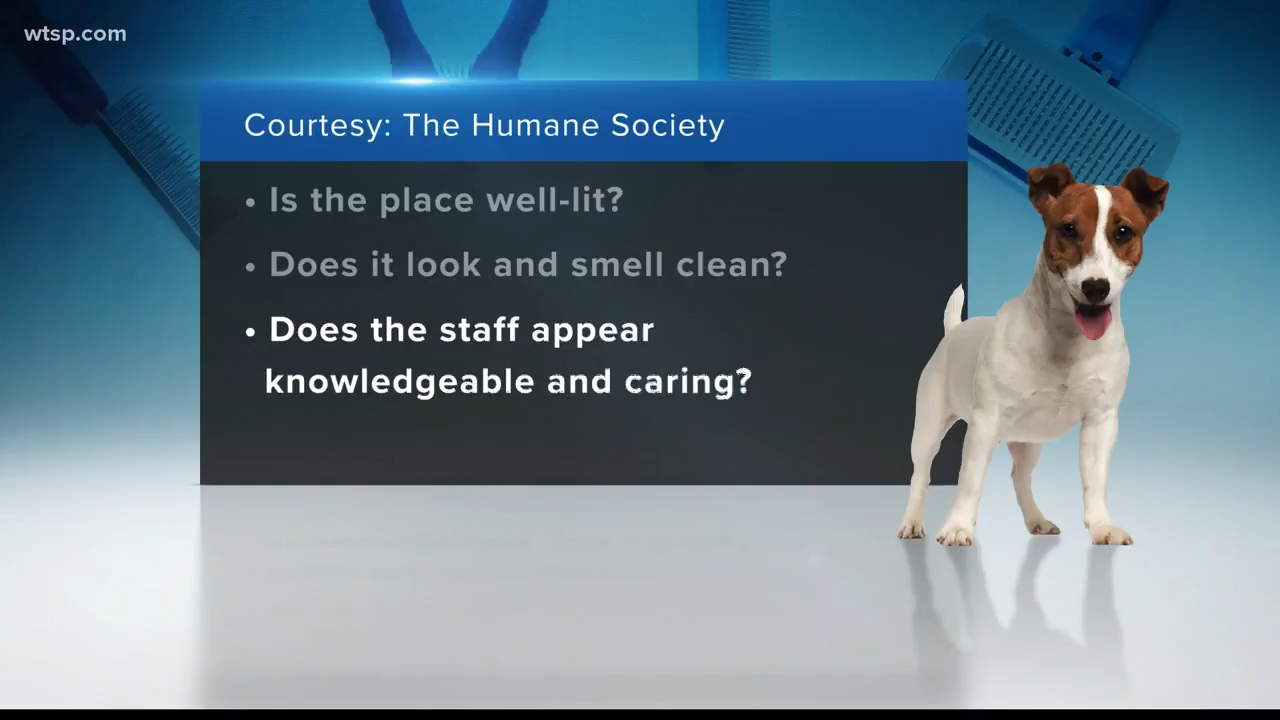 wtsp.com
Courtesy: The Humane Society
• Is the place well-lit?
• Does it look and smell clean?
• Does the staff appear
knowledgeable and caring?